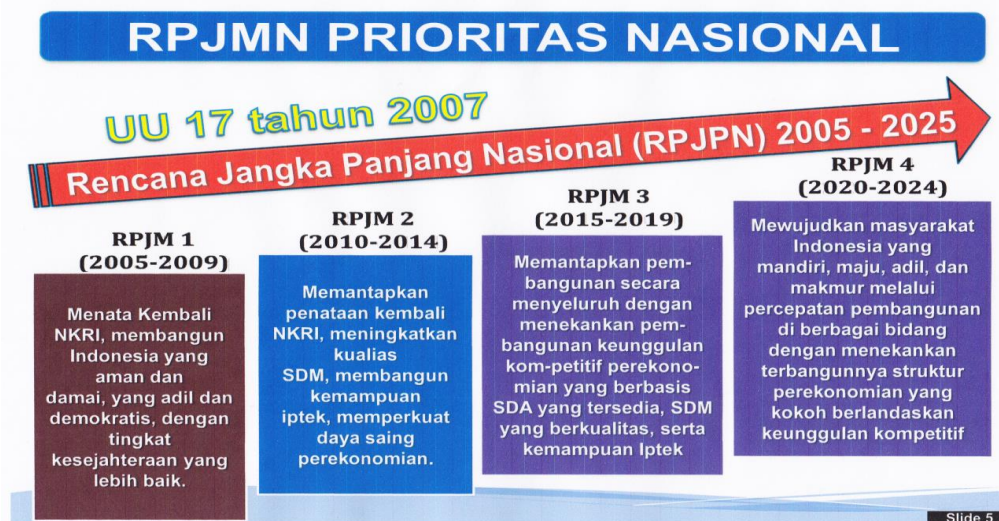 RPJMN PRIORITAS NASIONAL
UU 17 tahun 2007
Rencana Jangka Panjang Nasional (RPJPN) 2005 - 2025
RPJM 1
(2005-2009)
Menata Kembali
NKRI, membangun
Indonesia yang
aman dan
damai, yang adil dan
demokratis, dengan
tingkat
kesejahteraan yang
lebih baik.
RPJM 2
(2010-2014)
Memantapkan
penataan kembali
NKRI, meningkatkan
kualias
SDM, membangun
kemampuan
iptek, memperkuat
daya saing
perekonomian.
RPJM 3
(2015-2019)
Memantapkan pem-
bangunan secara
menyeluruh dengan
menekankan pem-
bangunan keunggulan
kom-petitif perekono-
mian yang berbasis
SDA yang tersedia, SDM
yang berkualitas, serta
kemampuan Iptek
RPJM 4
(2020-2024)
Mewujudkan masyarakat
Indonesia yang
mandiri, maju, adil, dan
makmur melalui
percepatan pembangunan
di berbagai bidang
dengan menekankan
terbangunnya struktur
perekonomian yang
kokoh berlandaskan
keunggulan kompetitif
Slide 5